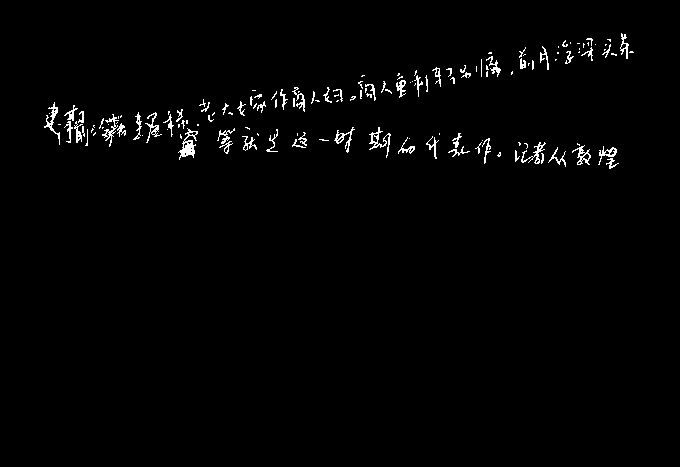 老大嫁作商人妇。商人重利轻别离,前月浮梁买茶
等就是这一时期的代表作。记者从敦煌